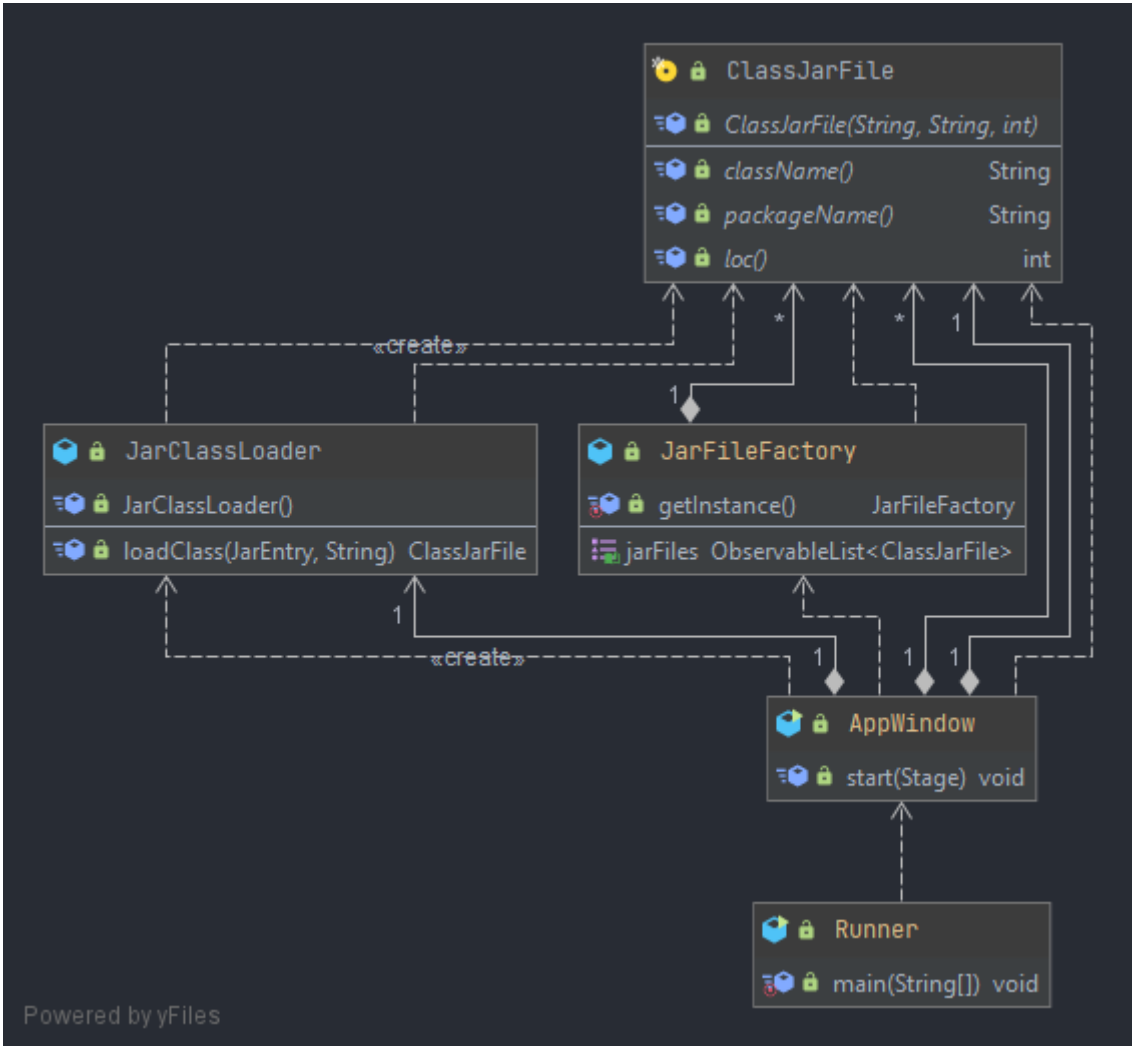 ClassJarFile
ClassJarFile(String, String, int)
className() String
packageName() String
loc() int
* * 1
«create»
1
JarClassLoader
JarClassLoader()
loadClass(JarEntry, String) ClassJarFile
JarFileFactory
getInstance() JarFileFactory
jarFiles ObservableList<ClassJarFile>
1
«create» 1 1 1
AppWindow
start(Stage) void
Runner
main(String[]) void
Powered by yFiles